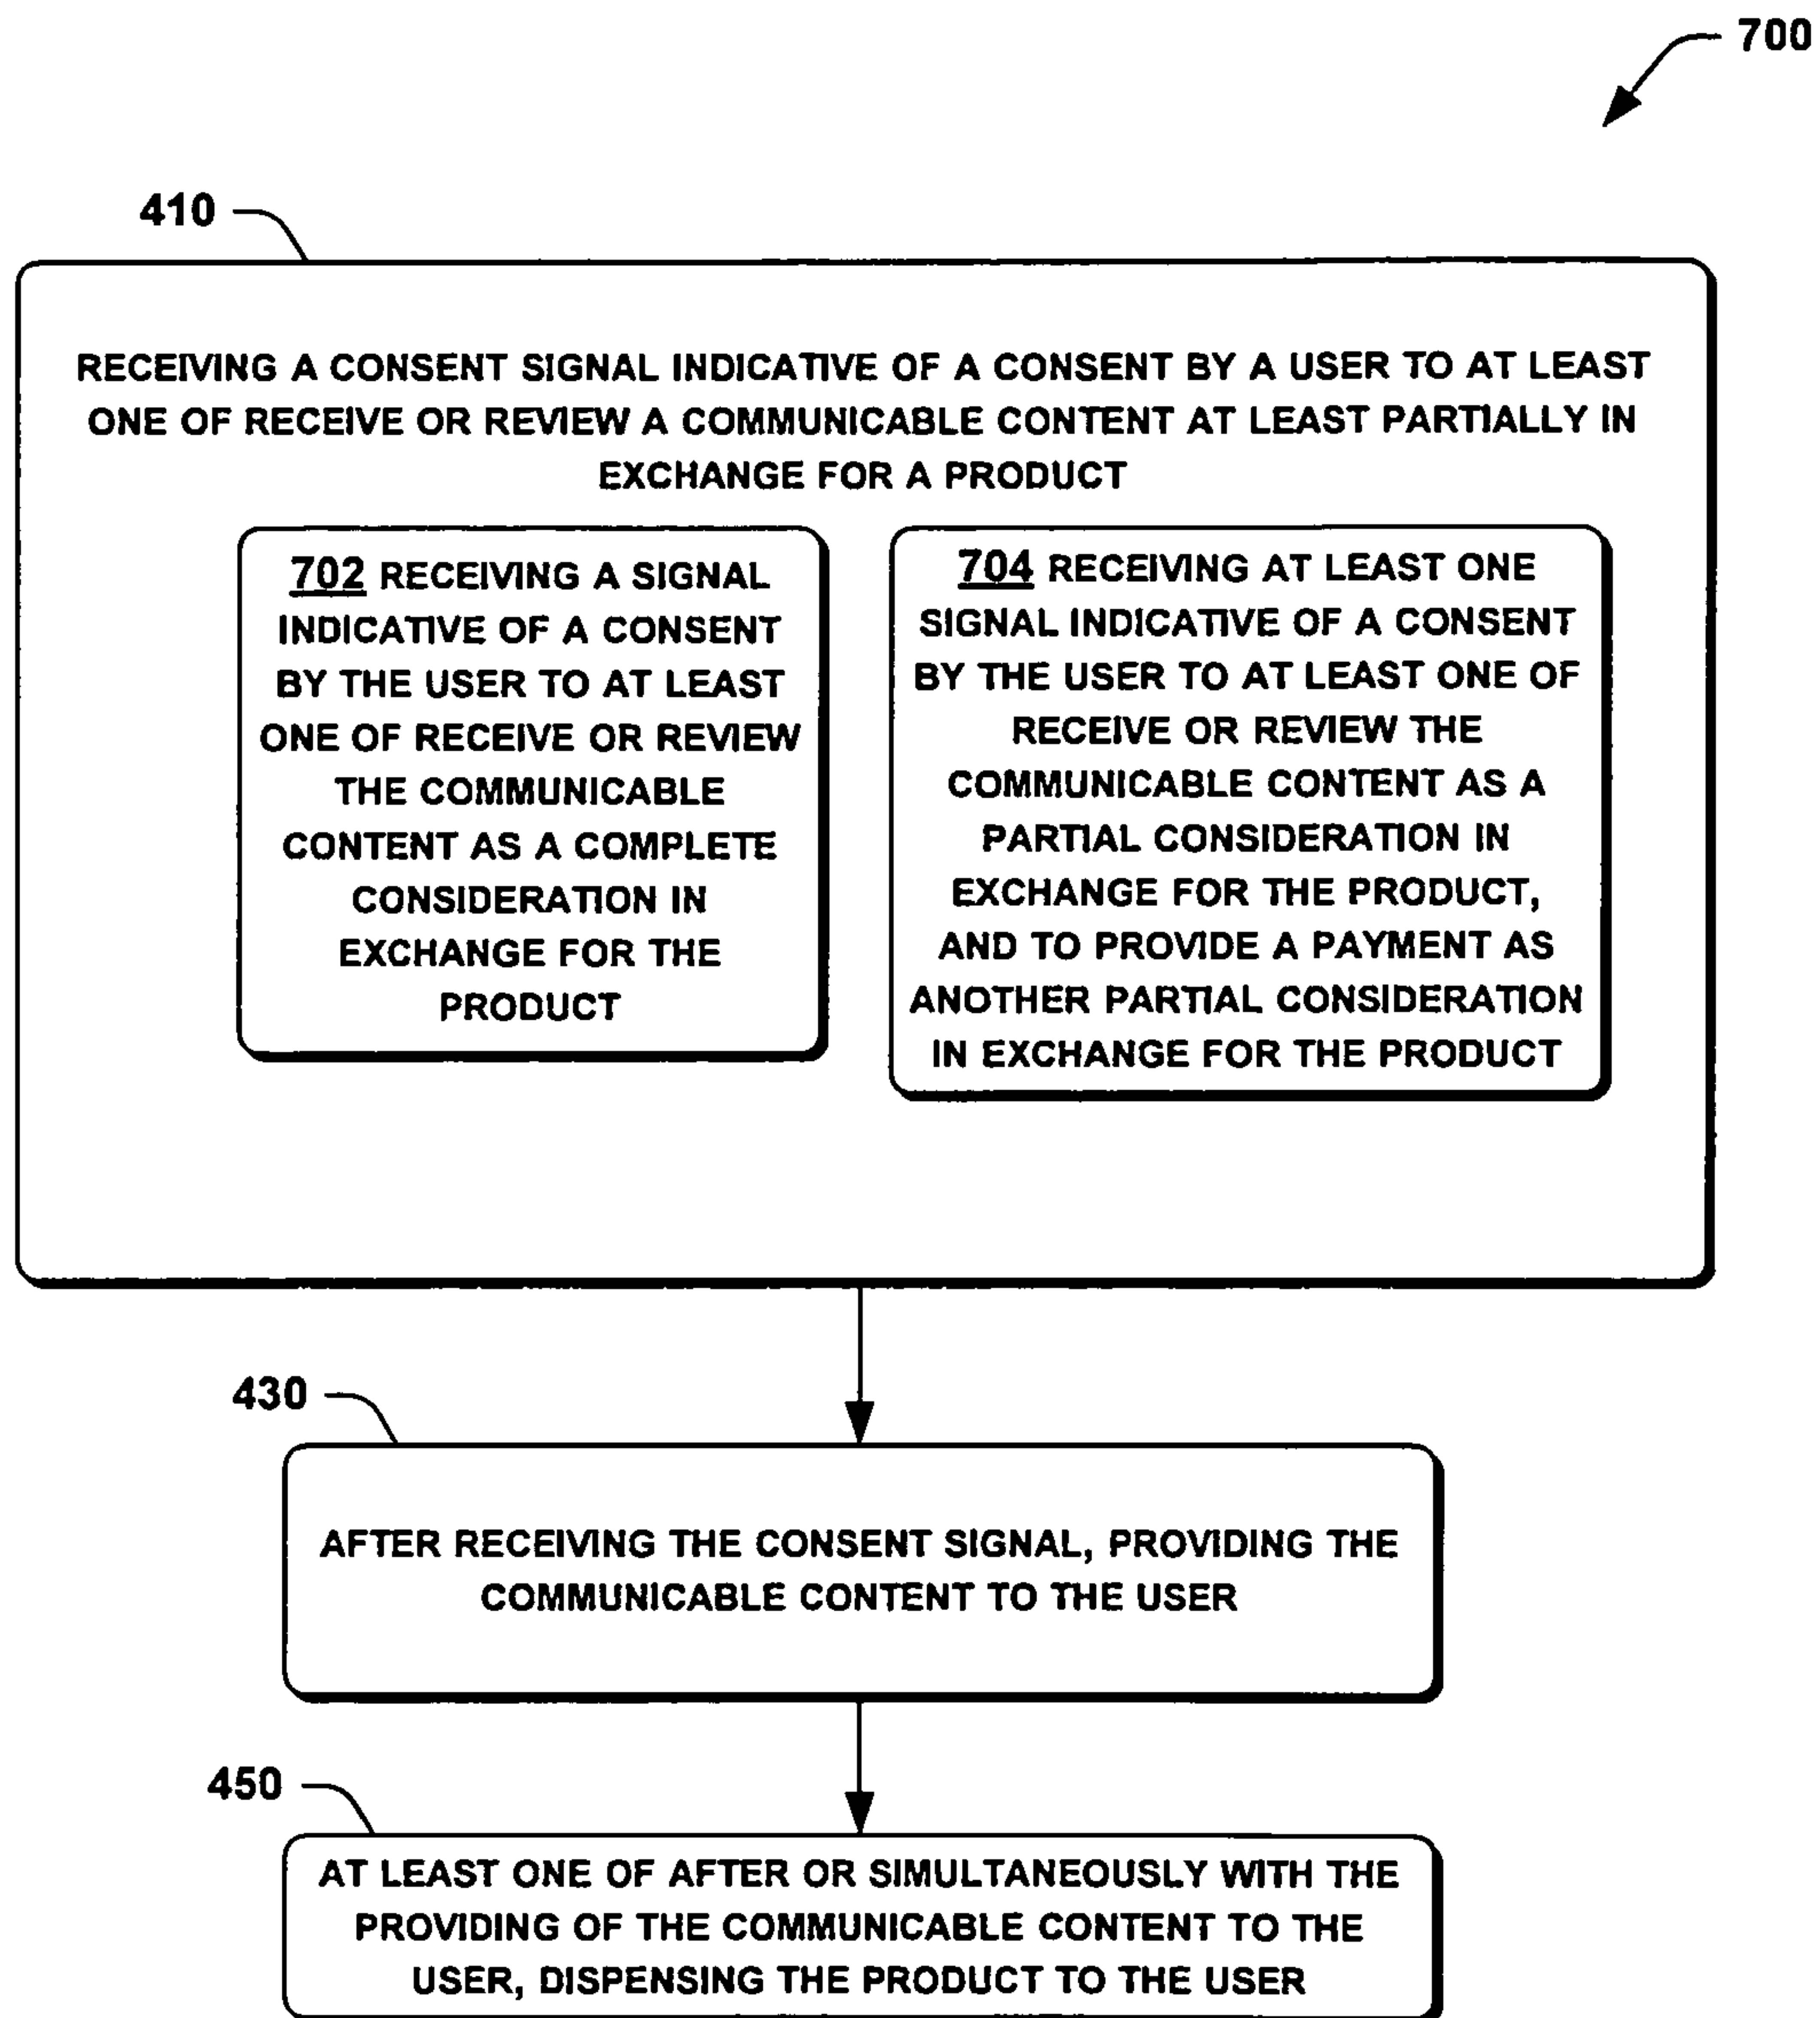 700
410
RECEIVING A CONSENT SIGNAL INDICATIVE OF A CONSENT BY A USER TO AT LEAST
ONE OF RECEIVE OR REVIEW A COMMUNICABLE CONTENT AT LEAST PARTIALLY IN
EXCHANGE FOR A PRODUCT
702 RECEIVING A SIGNAL
INDICATIVE OF A CONSENT
BY THE USER TO AT LEAST
ONE OF RECEIVE OR REVIEW
THE COMMUNICABLE
CONTENT AS A COMPLETE
CONSIDERATION IN
EXCHANGE FOR THE
PRODUCT
704 RECEIVING AT LEAST ONE
SIGNAL INDICATIVE OF A CONSENT
BY THE USER TO AT LEAST ONE OF
RECEIVE OR REVIEW THE
COMMUNICABLE CONTENT AS A
PARTIAL CONSIDERATION IN
EXCHANGE FOR THE PRODUCT,
AND TO PROVIDE A PAYMENT AS
ANOTHER PARTIAL CONSIDERATION
IN EXCHANGE FOR THE PRODUCT
430
AFTER RECEIVING THE CONSENT SIGNAL, PROVIDING THE
COMMUNICABLE CONTENT TO THE USER
450
AT LEAST ONE OF AFTER OR SIMULTANEOUSLY WITH THE
PROVIDING OF THE COMMUNICABLE CONTENT TO THE
USER, DISPENSING THE PRODUCT TO THE USER